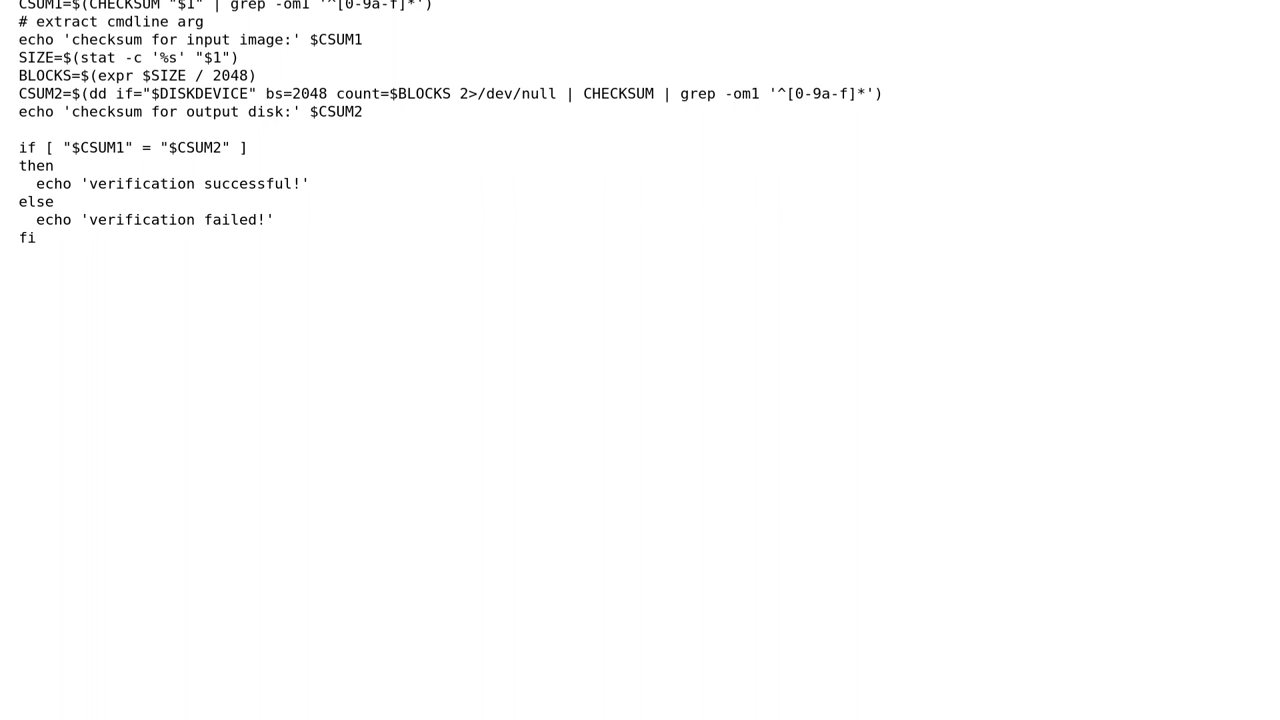 CSUM1=$(CHECKSUM "$1" | grep -om1 '^[0-9a-f]*')
# extract cmdline arg
echo 'checksum for input image:' $CSUM1
SIZE=$(stat -c '%s' "$1")
BLOCKS=$(expr $SIZE / 2048)
CSUM2=$(dd if="$DISKDEVICE" bs=2048 count=$BLOCKS 2>/dev/null | CHECKSUM | grep -om1 '^[0-9a-f]*')
echo 'checksum for output disk:' $CSUM2

if [ "$CSUM1" = "$CSUM2" ]
then
  echo 'verification successful!'
else
  echo 'verification failed!'
fi